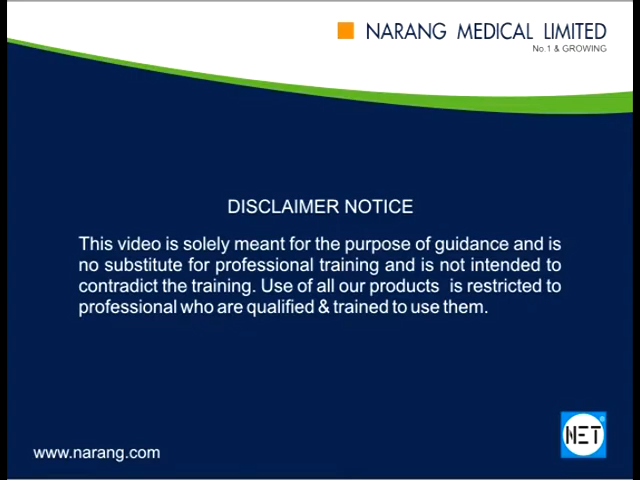 NARANG MEDICAL LIMITED
No.1 & GROWING
DISCLAIMER NOTICE
This video is solely meant for the purpose of guidance and is
no substitute for professional training and is not intended to
contradict the training. Use of all our products is restricted to
professional who are qualified & trained to use them.
NET
www.narang.com